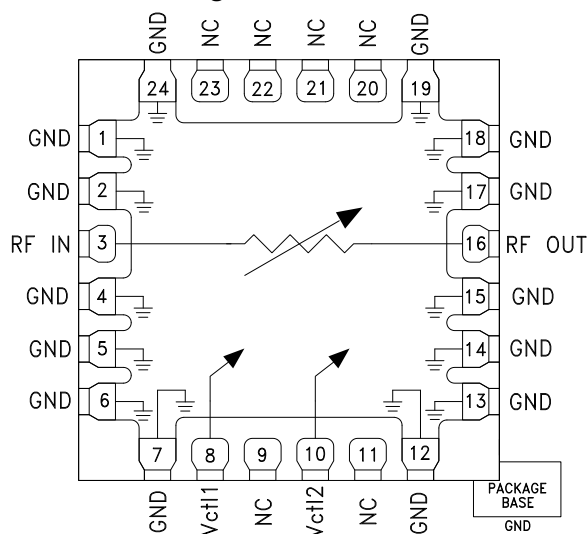 GND
NC
NC
NC
NC
GND
24
23
22
21
20
19
GND 1
18 GND
GND 2
17 GND
RF IN 3
16 RF OUT
GND 4
15 GND
GND 5
14 GND
GND 6
13 GND
7
8
9
10
11
12
GND
Vctl1
NC
Vctl2
NC
GND
PACKAGE
BASE
GND